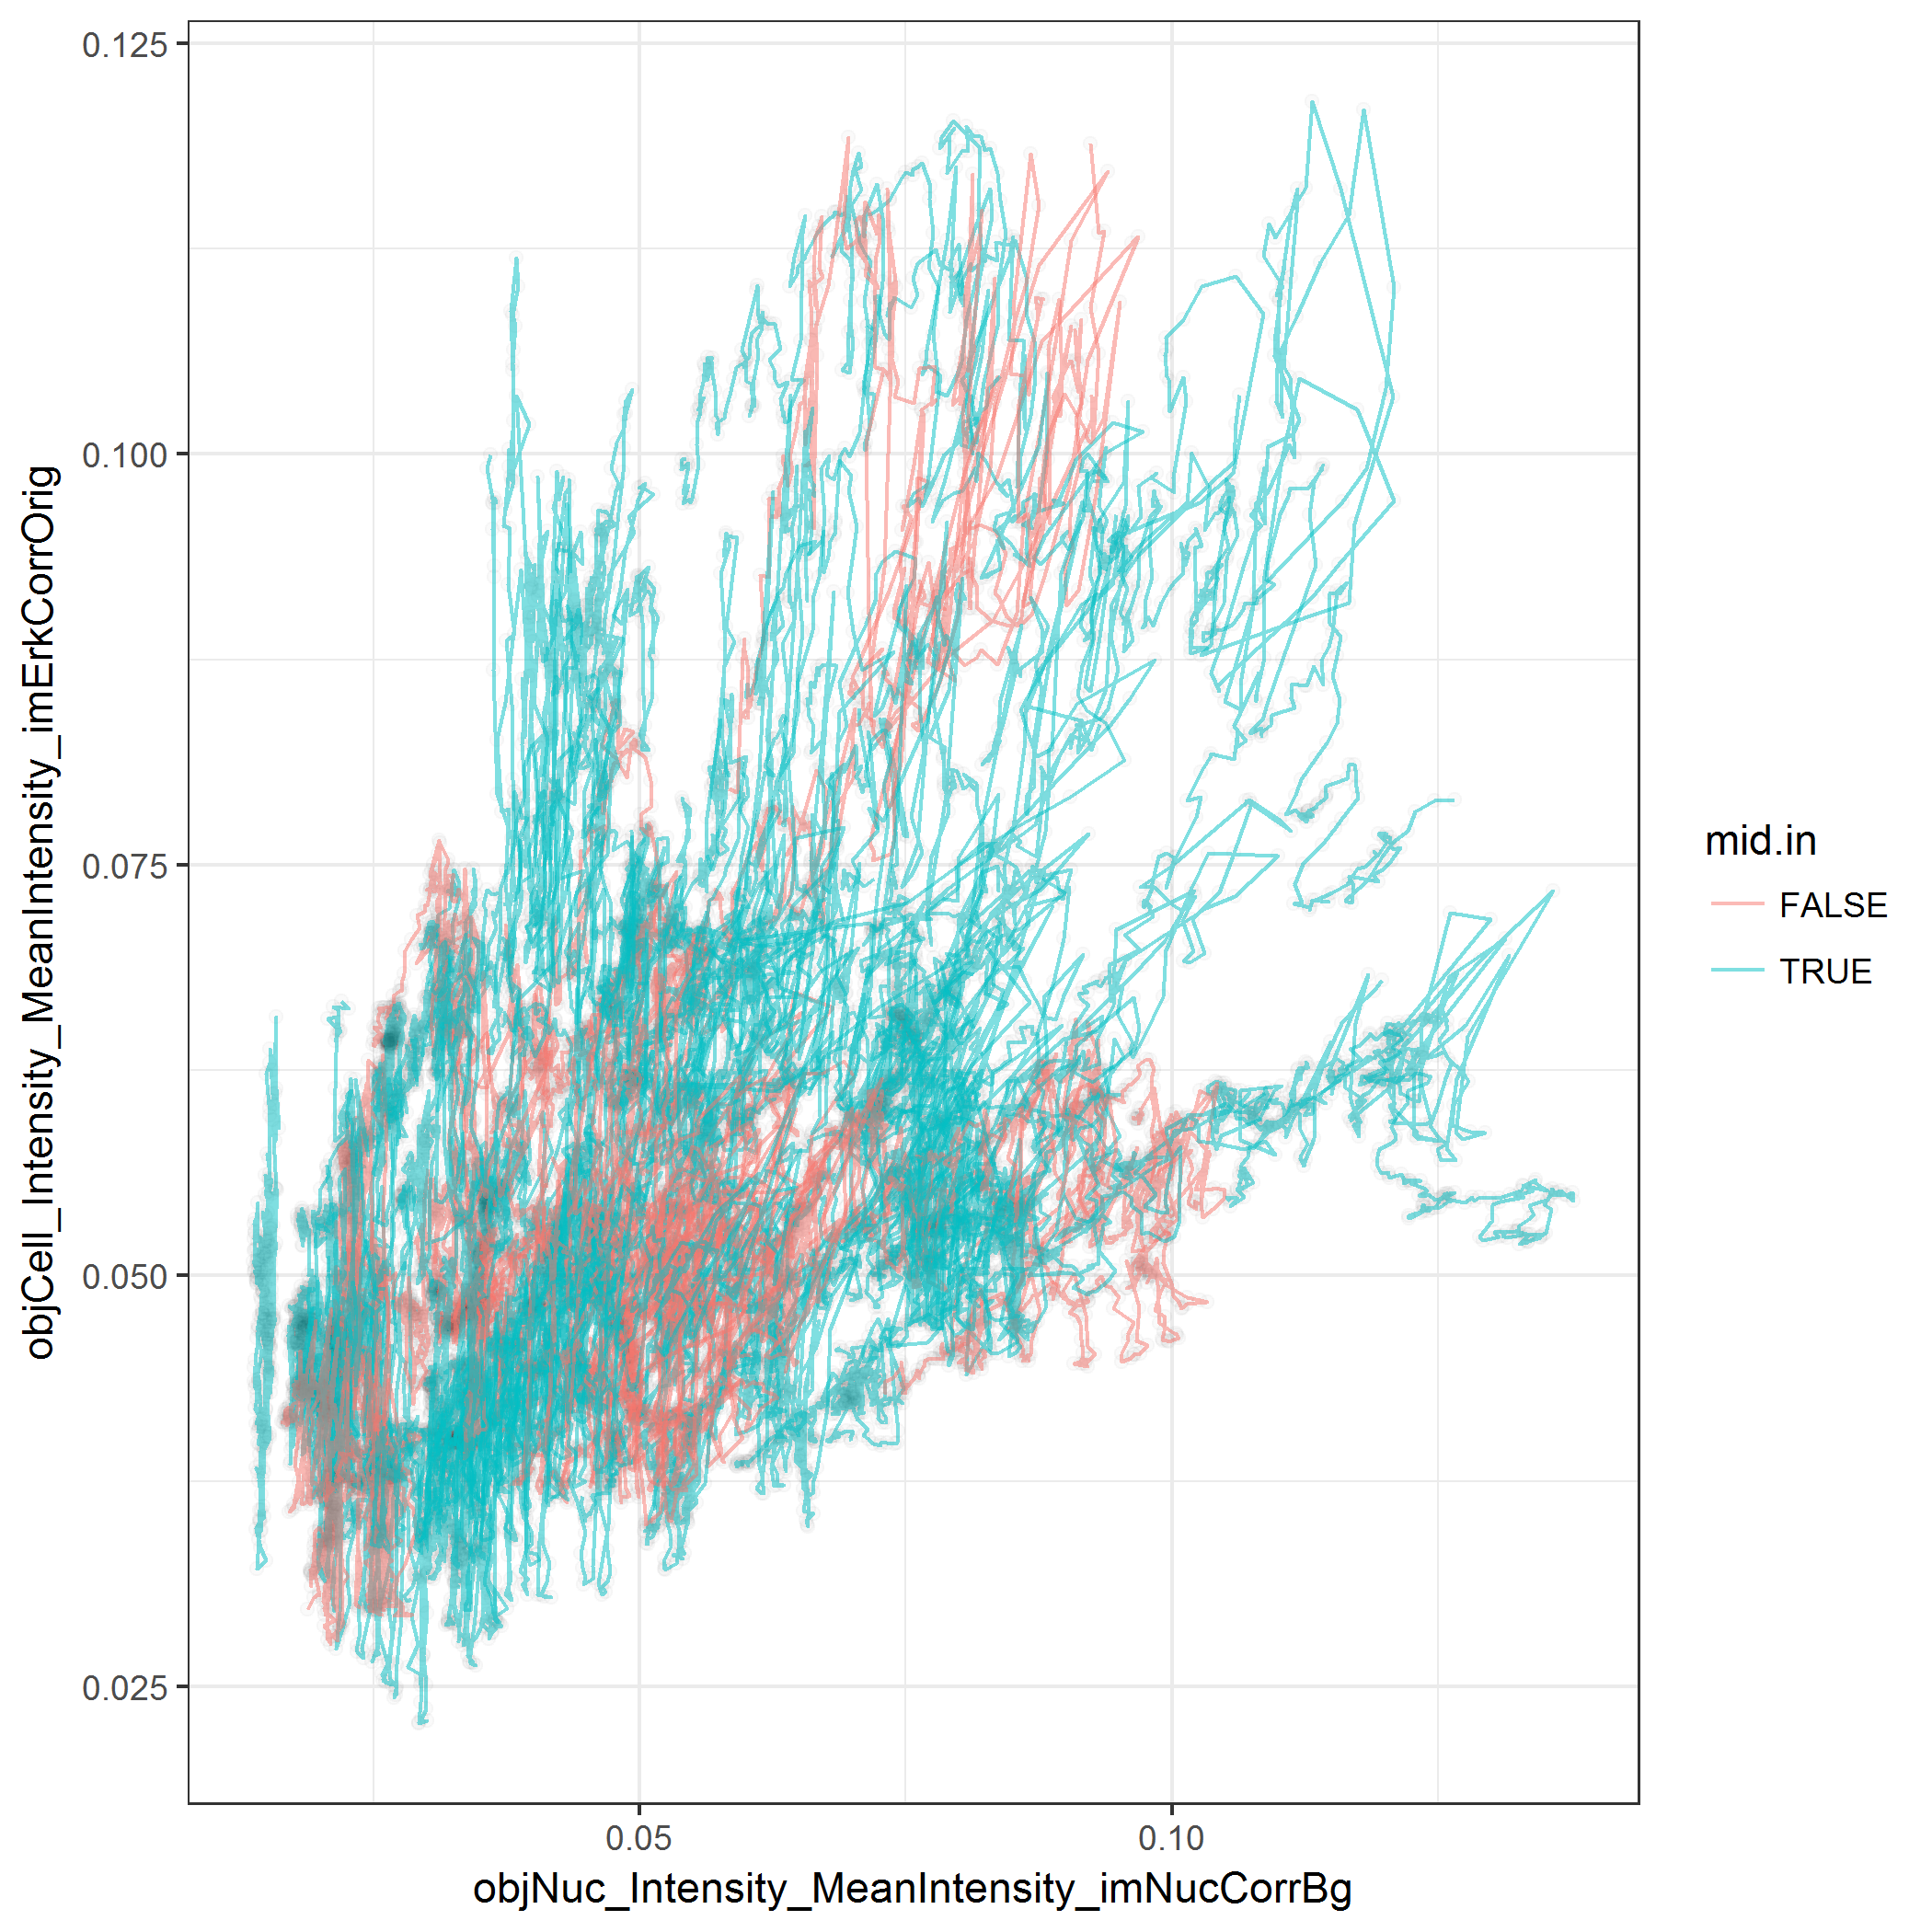 0.125
0.100
0.075
0.050
0.025
objCell_Intensity_MeanIntensity_imErkCorrOrig
0.05
0.10
objNuc_Intensity_MeanIntensity_imNucCorrBg
mid.in
FALSE
TRUE